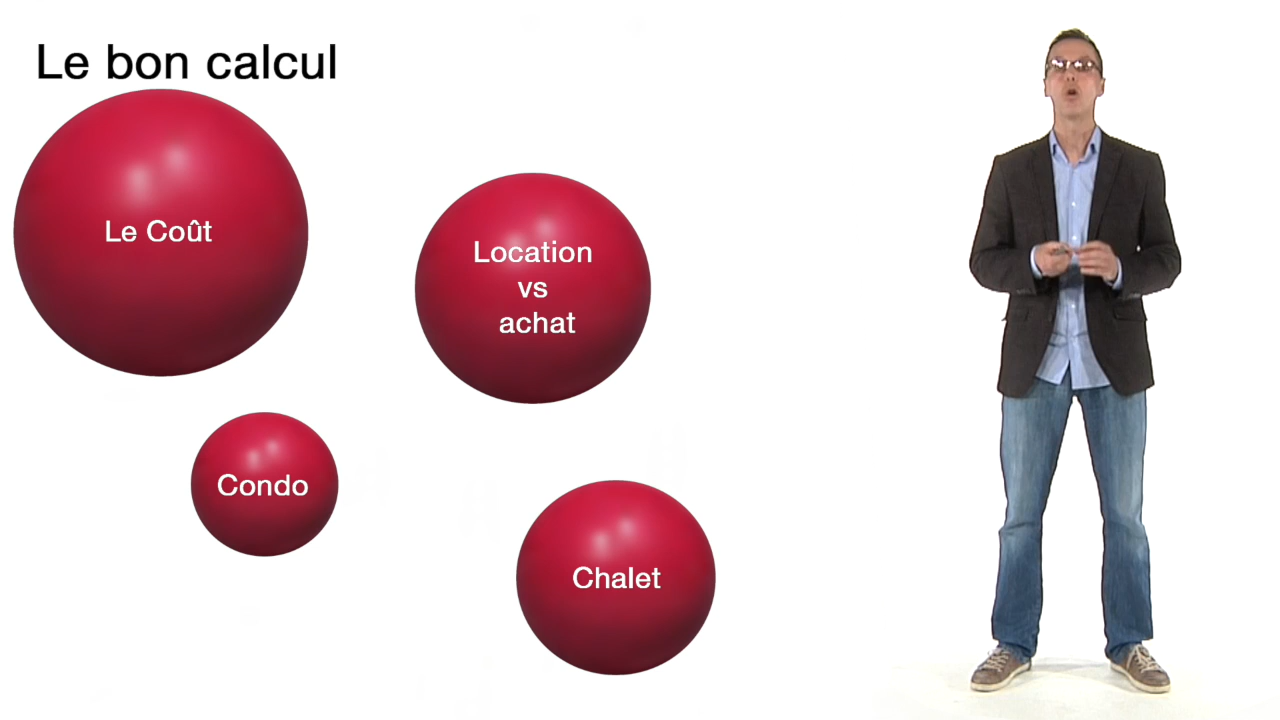 Le bon calcul
Le Coût
Location
vs
achat
Condo
Chalet